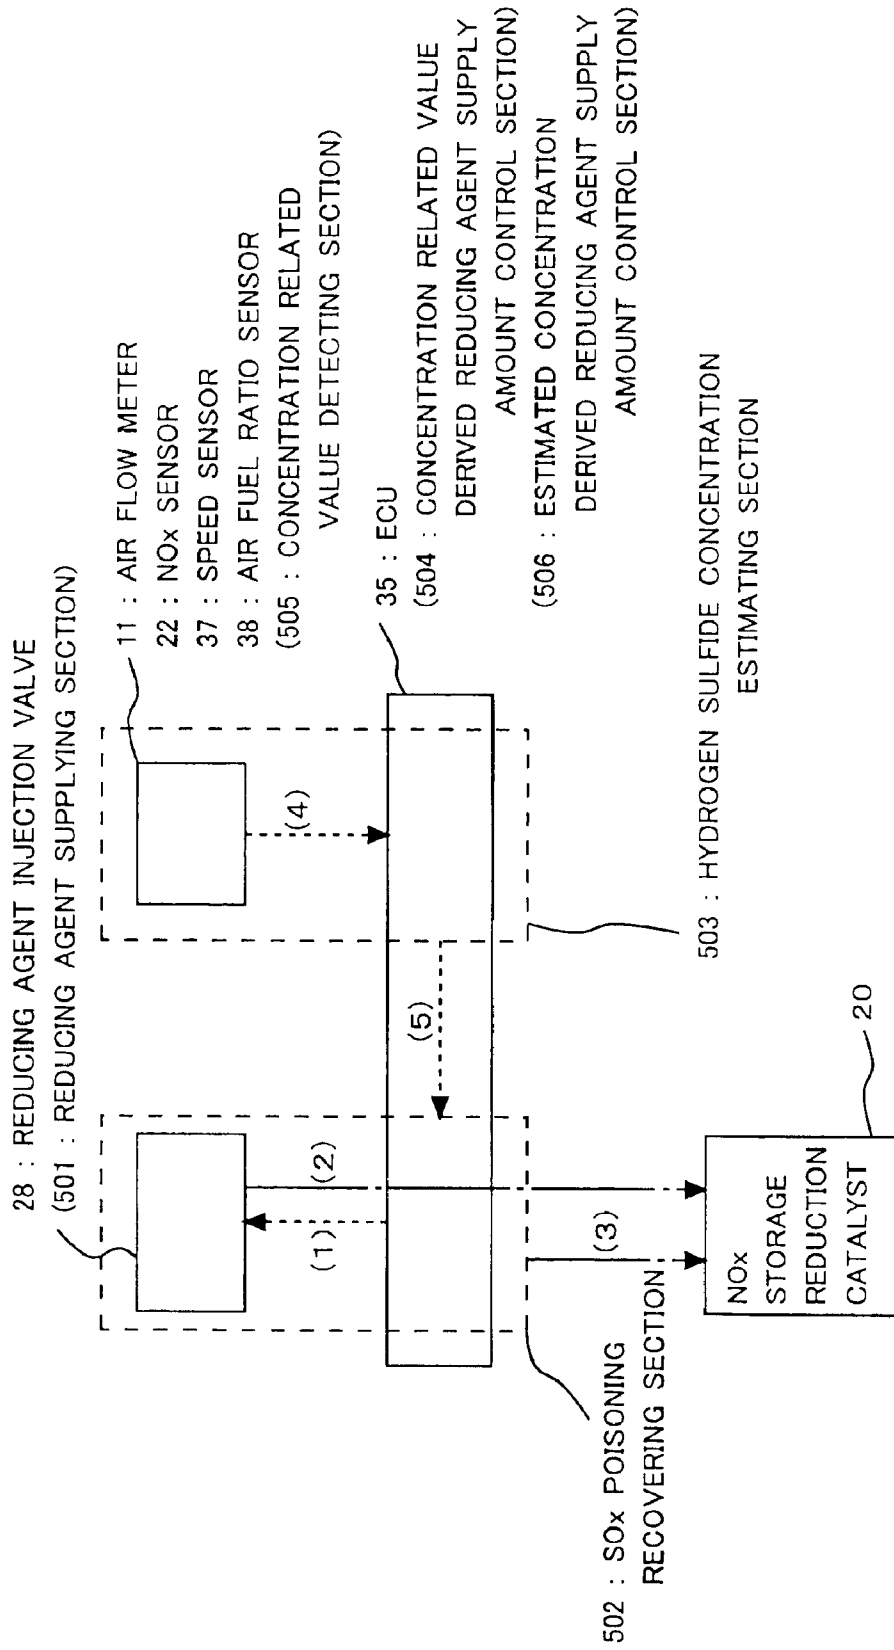 28 : REDUCING AGENT INJECTION VALVE
(501 : REDUCING AGENT SUPPLYING SECTION)
11 : AIR FLOW METER
22 : NOx SENSOR
37 : SPEED SENSOR
38 : AIR FUEL RATIO SENSOR
(505 : CONCENTRATION RELATED
VALUE DETECTING SECTION)
35 : ECU
(504 : CONCENTRATION RELATED VALUE
DERIVED REDUCING AGENT SUPPLY
AMOUNT CONTROL SECTION)
(506 : ESTIMATED CONCENTRATION
DERIVED REDUCING AGENT SUPPLY
AMOUNT CONTROL SECTION)
(1)
(2)
(3)
(4)
(5)
503 : HYDROGEN SULFIDE CONCENTRATION
ESTIMATING SECTION
502 : SOx POISONING
RECOVERING SECTION
NOx
STORAGE
REDUCTION
CATALYST
20